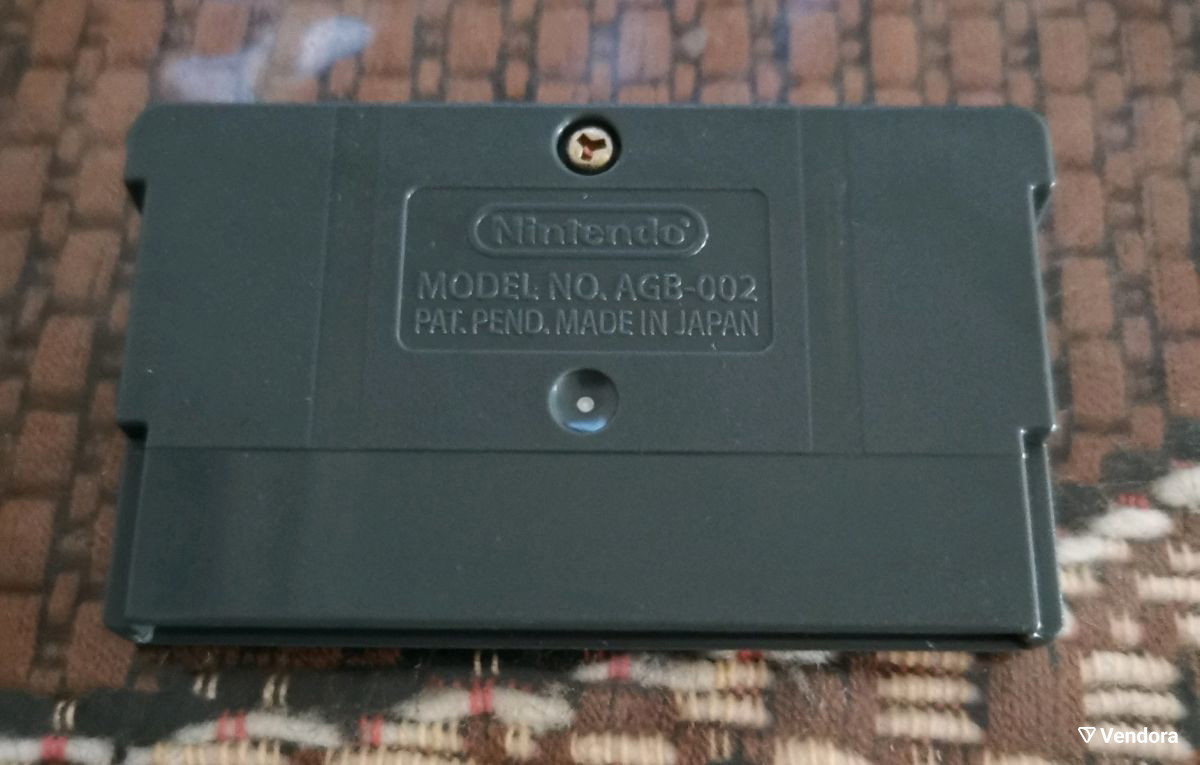 Nintendo
MODEL NO. AGB-002
PAT. PEND. MADE IN JAPAN
Vendora